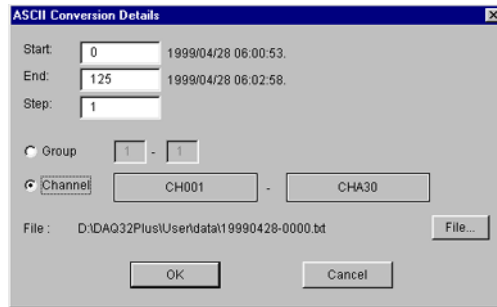 ASCII Conversion Details
Start: 0 1999/04/28 06:00:53.
End: 125 1999/04/28 06:02:58.
Step: 1
Group 1 - 1
Channel CH001 - CHA30
File : D:\DAQ32Plus\User\data\19990428-0000.txt File...
OK Cancel